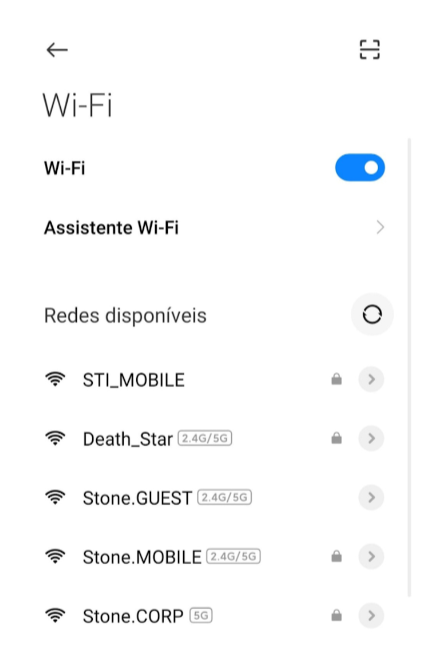 Wi-Fi
Wi-Fi
Assistente Wi-Fi
Redes disponíveis
STI_MOBILE
Death_Star 2.4G/5G
Stone.GUEST 2.4G/5G
Stone.MOBILE 2.4G/5G
Stone.CORP 5G